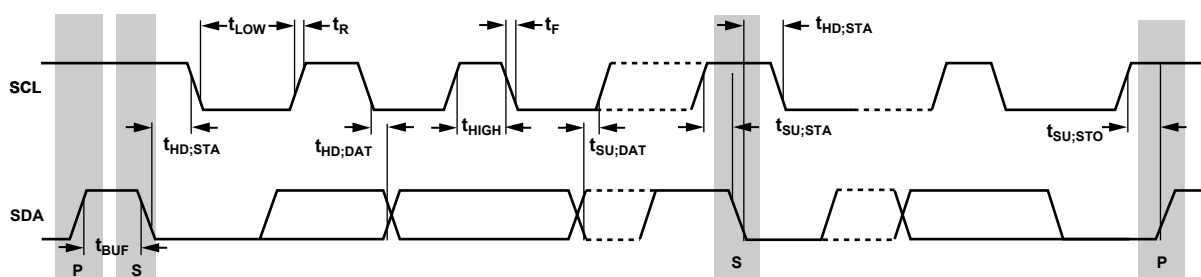 tLOW tR tF tHD;STA
SCL
tHD;STA tHD;DAT tHIGH tSU;DAT tSU;STA tSU;STO
SDA
tBUF
P S S P